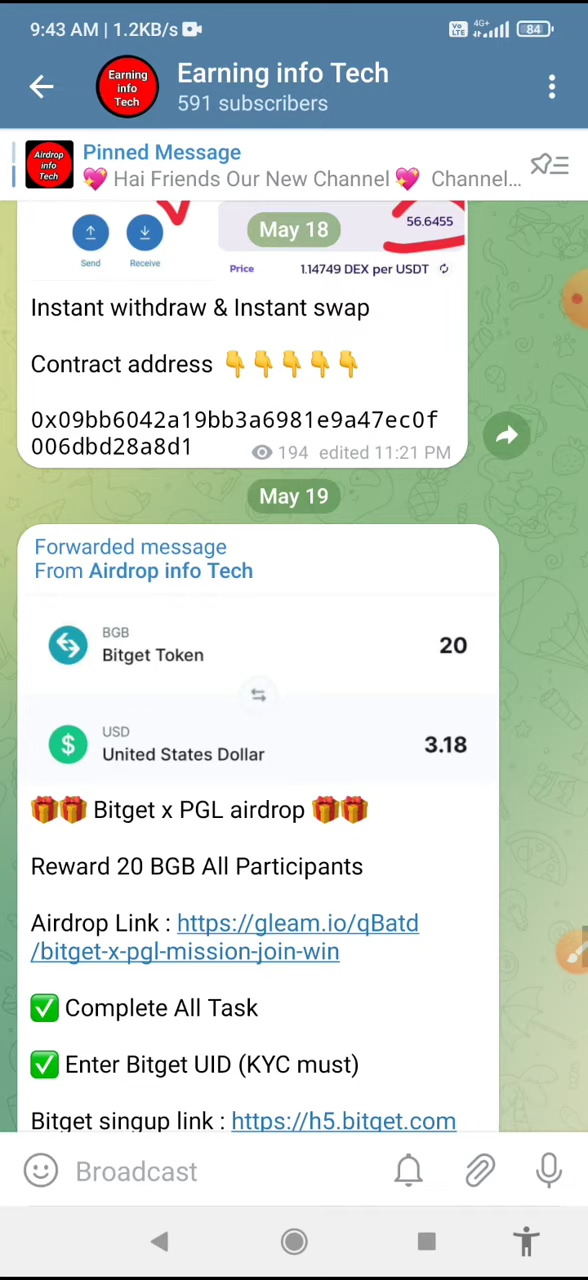 9:43 AM | 1.2KB/s
Vo LTE 4G+ 84
Earning info Tech
Earning info Tech
591 subscribers
Airdrop info Tech
Pinned Message
💖 Hai Friends Our New Channel 💖 Channel...
May 18
56.6455
Send Receive
Price 1.14749 DEX per USDT
Instant withdraw & Instant swap
Contract address 👇👇👇👇👇
0x09bb6042a19bb3a6981e9a47ec0f
006dbd28a8d1
194 edited 11:21 PM
May 19
Forwarded message
From Airdrop info Tech
BGB
Bitget Token
20
USD
United States Dollar
3.18
🎁🎁 Bitget x PGL airdrop 🎁🎁
Reward 20 BGB All Participants
Airdrop Link : https://gleam.io/qBatd
/bitget-x-pgl-mission-join-win
✅ Complete All Task
✅ Enter Bitget UID (KYC must)
Bitget singup link : https://h5.bitget.com
Broadcast